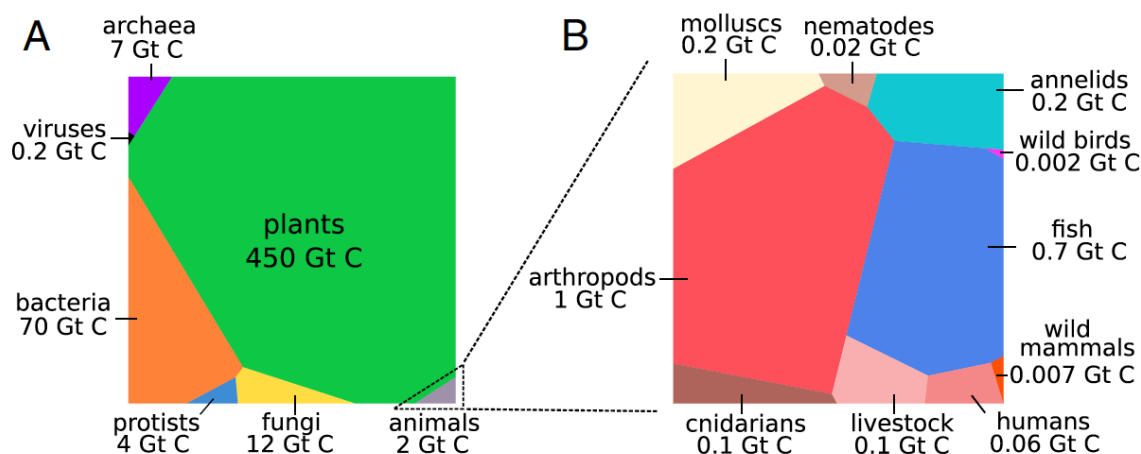 A
archaea
7 Gt C
viruses
0.2 Gt C
plants
450 Gt C
bacteria
70 Gt C
protists
4 Gt C
fungi
12 Gt C
animals
2 Gt C
B
molluscs
0.2 Gt C
nematodes
0.02 Gt C
annelids
0.2 Gt C
wild birds
0.002 Gt C
fish
0.7 Gt C
arthropods
1 Gt C
wild
mammals
0.007 Gt C
cnidarians
0.1 Gt C
livestock
0.1 Gt C
humans
0.06 Gt C